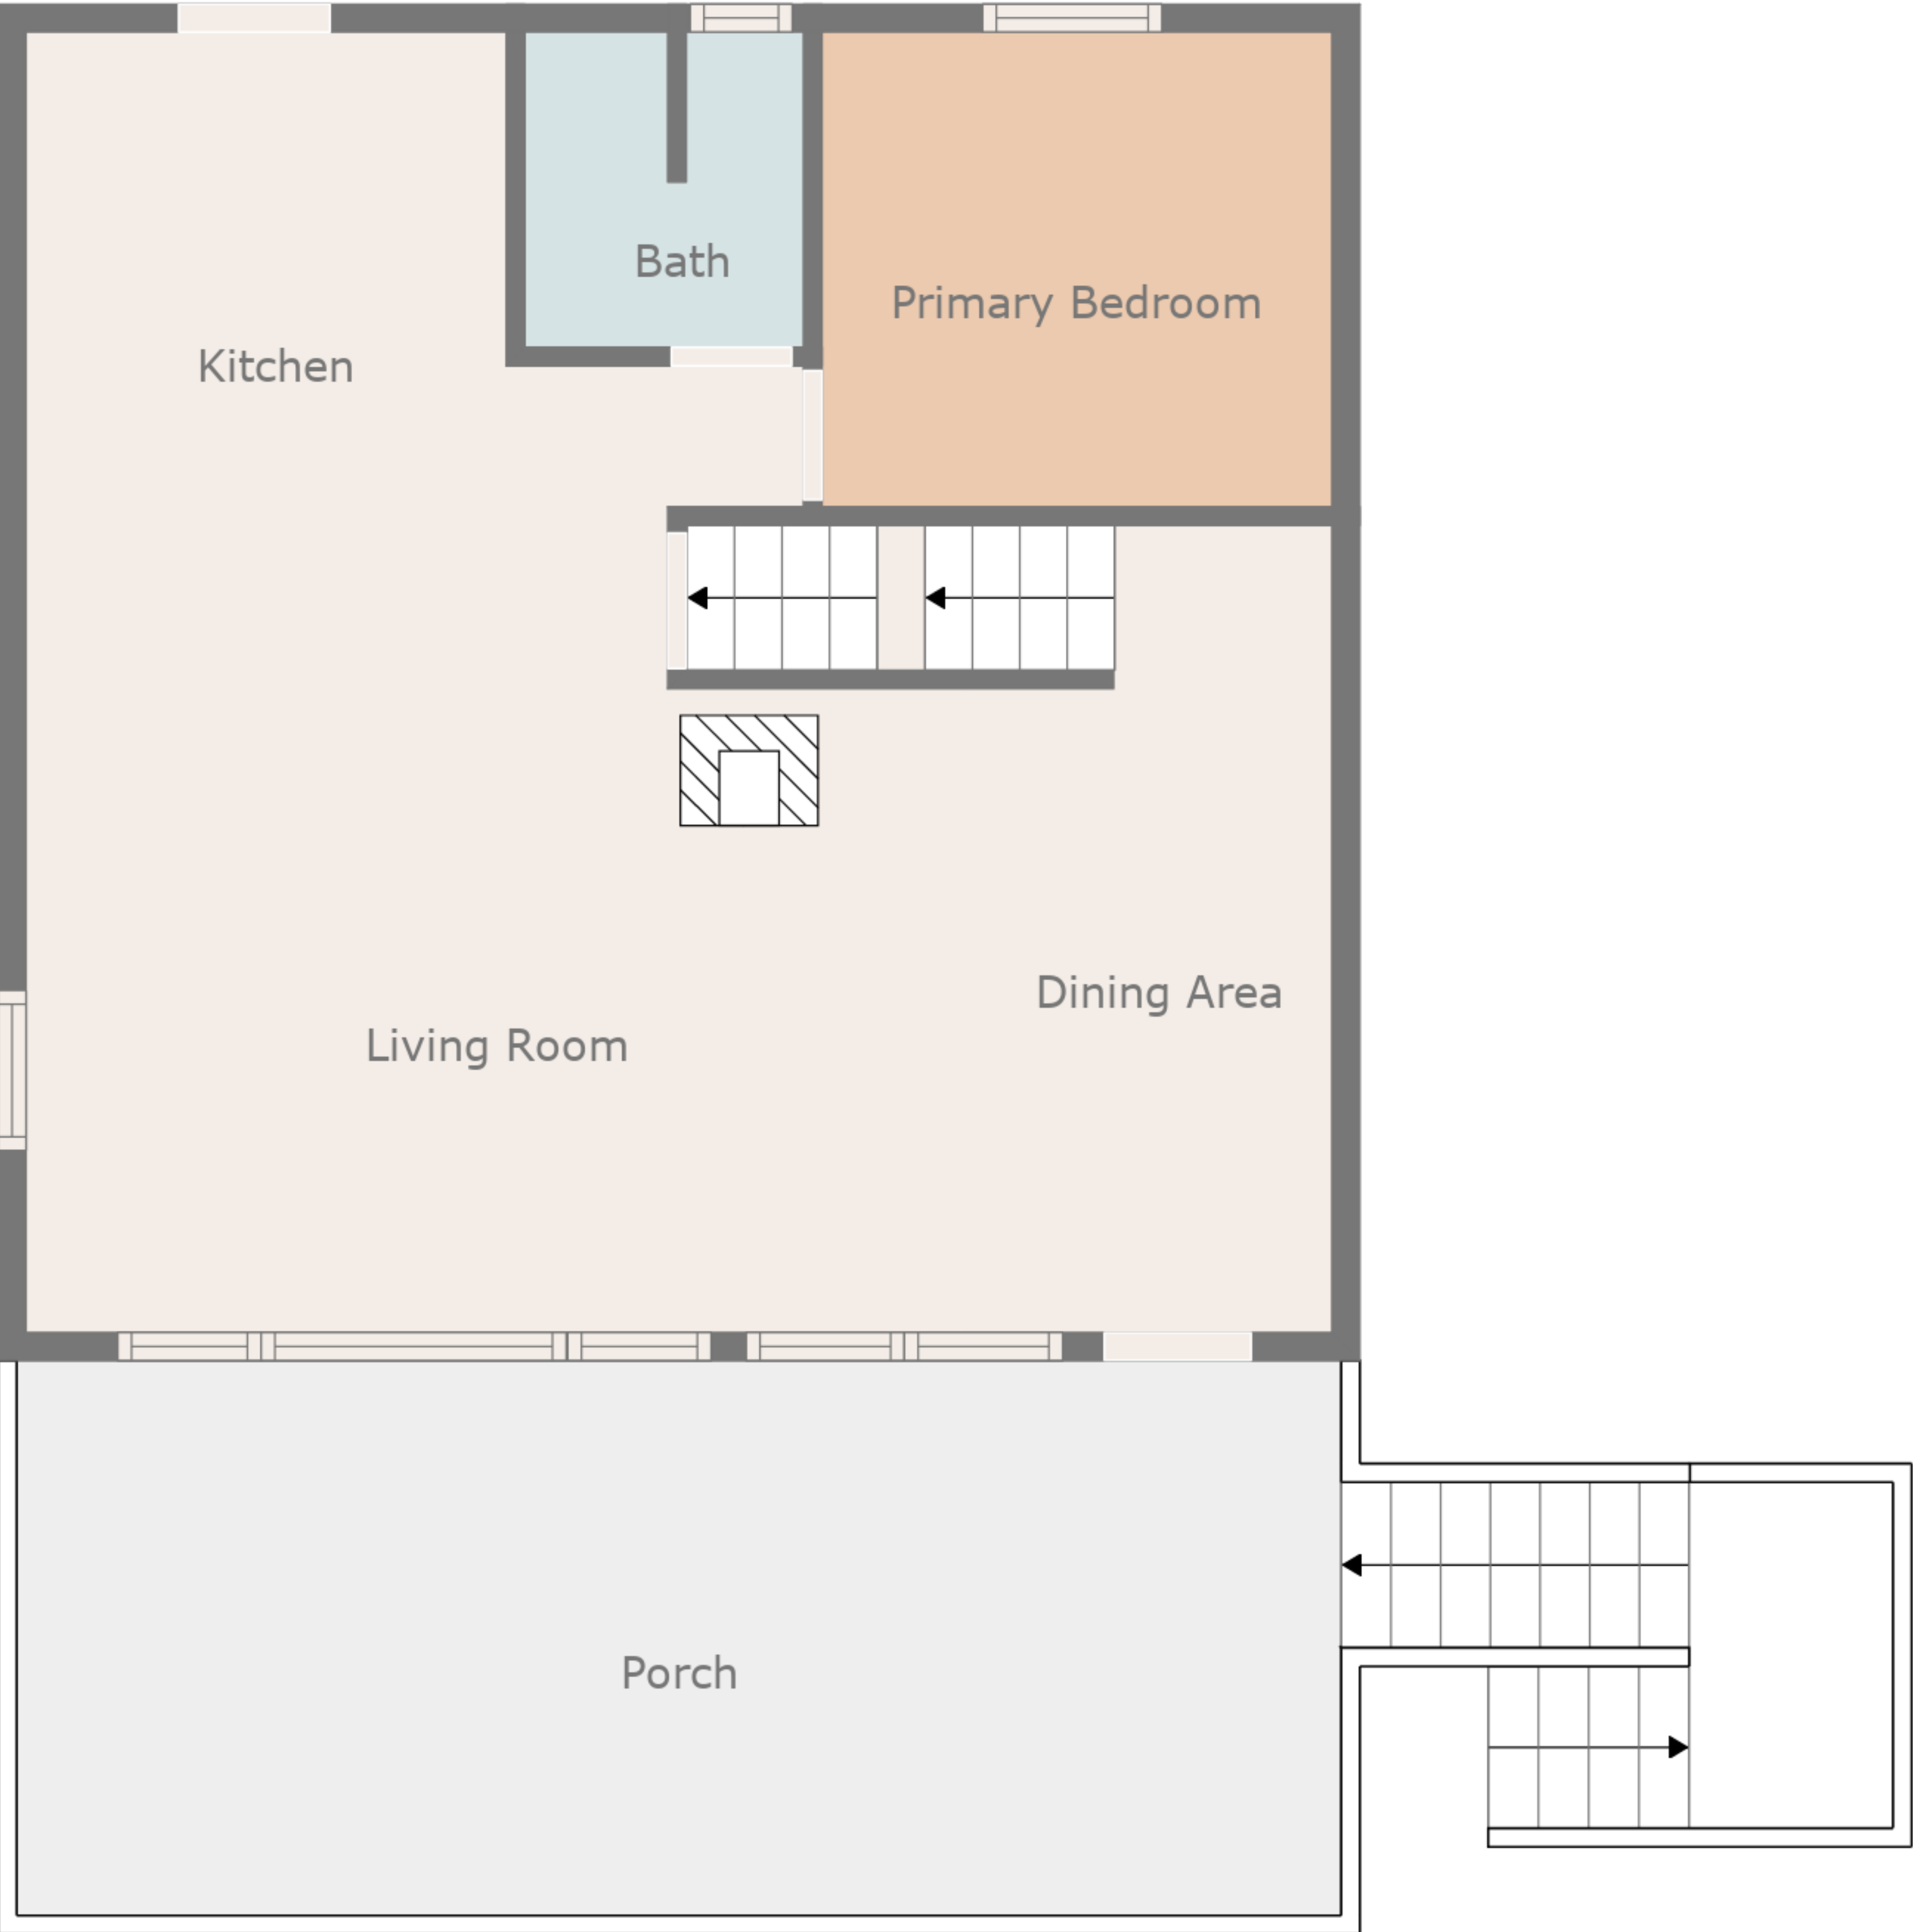 Bath
Primary Bedroom
Kitchen
Dining Area
Living Room
Porch